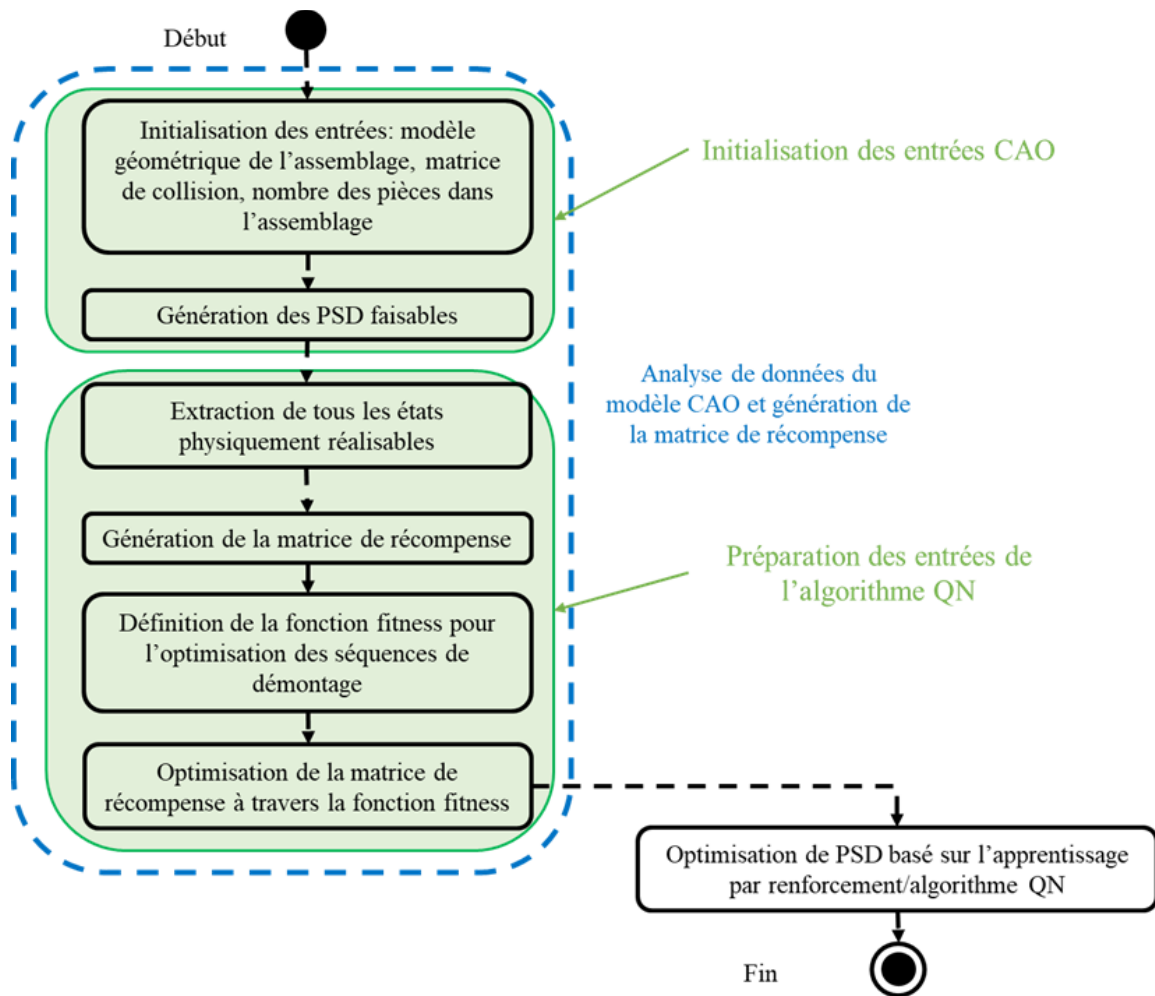 Début
Initialisation des entrées: modèle
géométrique de l'assemblage, matrice
de collision, nombre des pièces dans
l'assemblage
Initialisation des entrées CAO
Génération des PSD faisables
Extraction de tous les états
physiquement réalisables
Analyse de données du
modèle CAO et génération de
la matrice de récompense
Génération de la matrice de récompense
Préparation des entrées de
l'algorithme QN
Définition de la fonction fitness pour
l'optimisation des séquences de
démontage
Optimisation de la matrice de
récompense à travers la fonction fitness
Optimisation de PSD basé sur l'apprentissage
par renforcement/algorithme QN
Fin